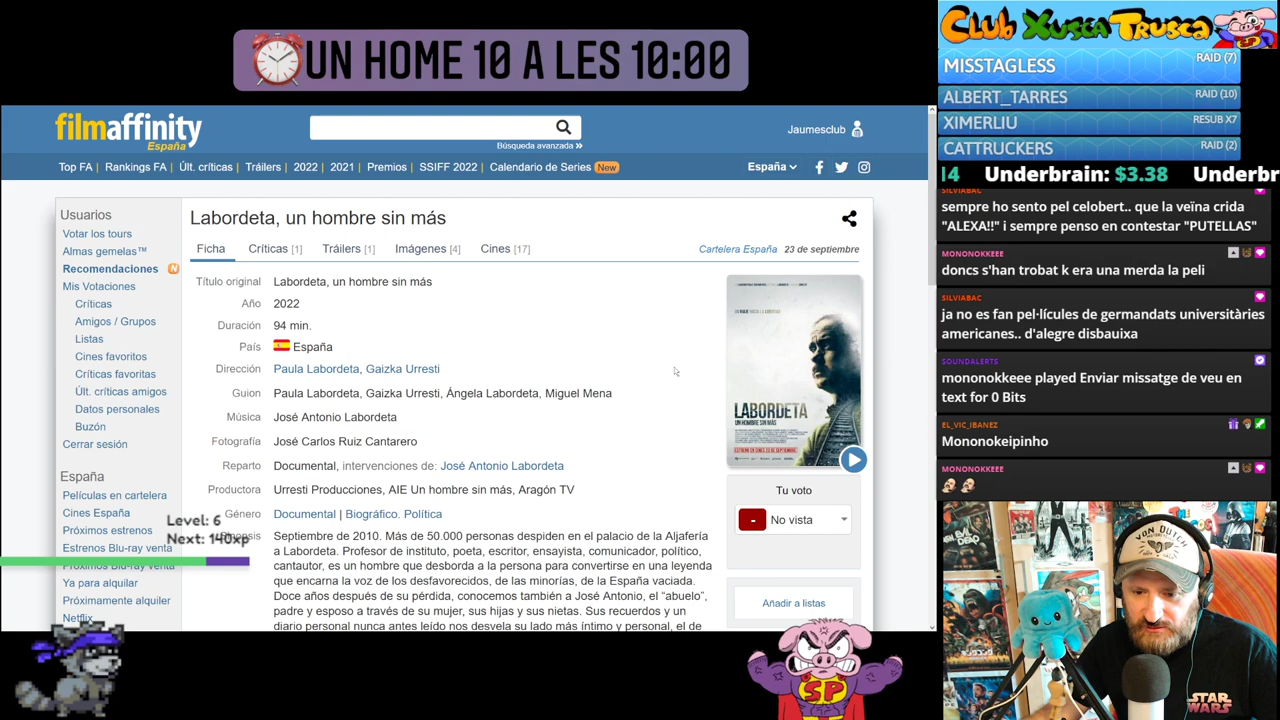 ⏰UN HOME 10 A LES 10:00
filmaffinity
España
Búsqueda avanzada »
Jaumesclub
Top FA | Rankings FA | Últ. críticas | Tráilers | 2022 | 2021 | Premios | SSIFF 2022 | Calendario de Series New
España
Usuarios
Votar los tours
Almas gemelas™
Recomendaciones N
Mis Votaciones
Críticas
Amigos / Grupos
Listas
Cines favoritos
Críticas favoritas
Últ. críticas amigos
Datos personales
Buzón
Cerrar sesión
España
Películas en cartelera
Cines España
Próximos estrenos
Estrenos Blu-ray venta
Próximos Blu-ray venta
Ya para alquilar
Próximamente alquiler
Netflix
Level: 6
Next: 140xp
Labordeta, un hombre sin más
Ficha Críticas [1] Tráilers [1] Imágenes [4] Cines [17]
Cartelera España 23 de septiembre
Título original Labordeta, un hombre sin más
Año 2022
Duración 94 min.
País España
Dirección Paula Labordeta, Gaizka Urresti
Guion Paula Labordeta, Gaizka Urresti, Ángela Labordeta, Miguel Mena
Música José Antonio Labordeta
Fotografía José Carlos Ruiz Cantarero
Reparto Documental, intervenciones de: José Antonio Labordeta
Productora Urresti Producciones, AIE Un hombre sin más, Aragón TV
Género Documental | Biográfico. Política
Sinopsis Septiembre de 2010. Más de 50.000 personas despiden en el palacio de la Aljafería
a Labordeta. Profesor de instituto, poeta, escritor, ensayista, comunicador, político,
cantautor, es un hombre que desborda a la persona para convertirse en una leyenda
que encarna la voz de los desfavorecidos, de las minorías, de la España vaciada.
Doce años después de su pérdida, conocemos también a José Antonio, el “abuelo”,
padre y esposo a través de su mujer, sus hijas y sus nietas. Sus recuerdos y un
diario personal nunca antes leído nos desvela su lado más íntimo y personal, el de
LABORDETA
UN HOMBRE SIN MÁS
Tu voto
- No vista
Añadir a listas
SP
Club Xusca Trusca
SP
MISSTAGLESS RAID (7)
ALBERT_TARRES RAID (10)
XIMERLIU RESUB X7
CATTRUCKERS RAID (2)
14 Underbrain: $3.38 Underbr
SILVIABAC
sempre ho sento pel celobert.. que la veïna crida
"ALEXA!!" i sempre penso en contestar "PUTELLAS"
MONONOKKEEE
doncs s'han trobat k era una merda la peli
SILVIABAC
ja no es fan pel·lícules de germandats universitàries
americanes.. d'alegre disbauixa
SOUNDALERTS
mononokkeee played Enviar missatge de veu en
text for 0 Bits
EL_VIC_IBANEZ
Mononokeipinho
MONONOKKEEE
VON DUTCH
STAR
WARS